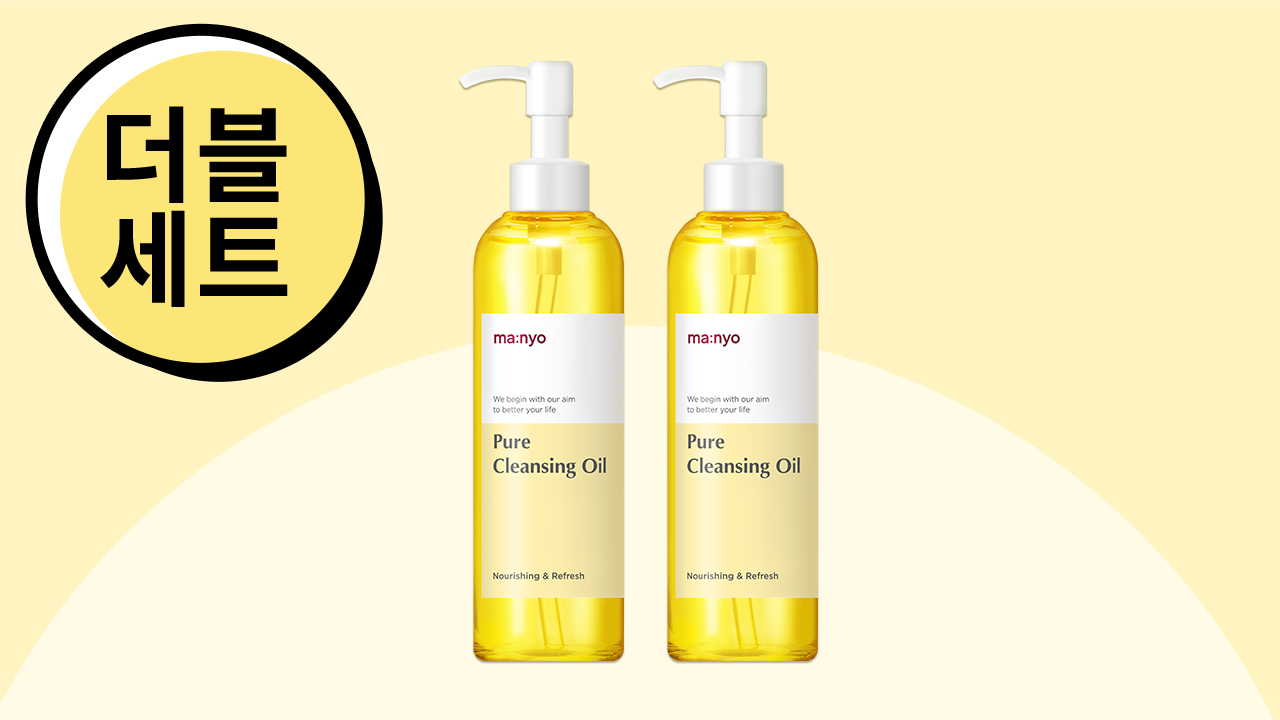 더블
세트
ma:nyo
We begin with our aim
to better your life
Pure
Cleansing Oil
Nourishing & Refresh
ma:nyo
We begin with our aim
to better your life
Pure
Cleansing Oil
Nourishing & Refresh